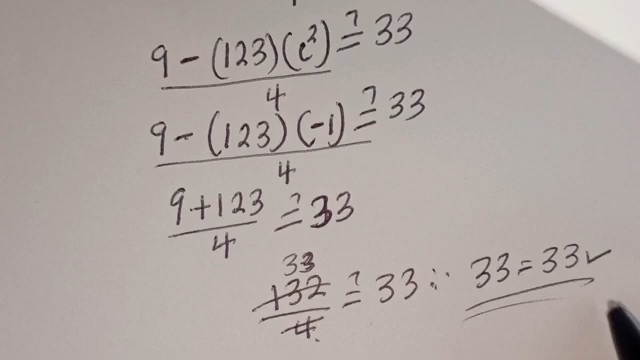 9 - (123)(i²) ≟ 33
4
9 - (123)(-1) ≟ 33
4
9 + 123 ≟ 33
4
33
132 ≟ 33 ∴ 33 = 33 ✓
4